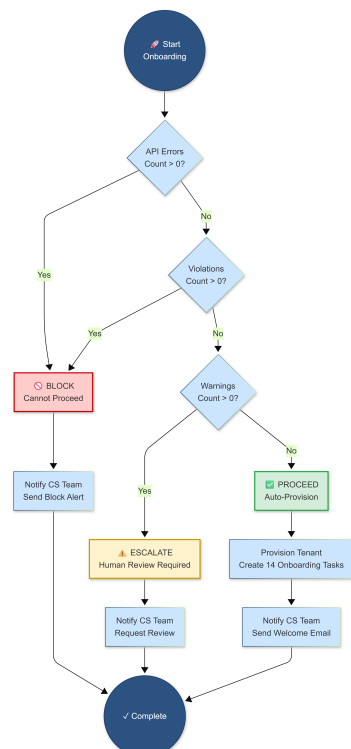 🚀 Start
Onboarding
API Errors
Count > 0?
No
Violations
Count > 0?
Yes
Yes
No
🚫 BLOCK
Cannot Proceed
Warnings
Count > 0?
No
Notify CS Team
Send Block Alert
Yes
✅ PROCEED
Auto-Provision
⚠️ ESCALATE
Human Review Required
Provision Tenant
Create 14 Onboarding Tasks
Notify CS Team
Request Review
Notify CS Team
Send Welcome Email
✓ Complete